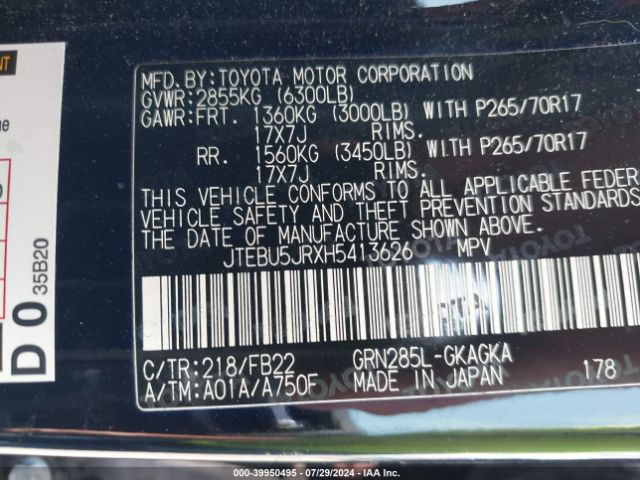 MFD.BY:TOYOTA MOTOR CORPORATION
GVWR:2855KG (6300LB)
GAWR:FRT. 1360KG (3000LB) WITH P265/70R17
17X7J RIMS.
RR. 1560KG (3450LB) WITH P265/70R17
17X7J RIMS.
THIS VEHICLE CONFORMS TO ALL APPLICABLE FEDER
VEHICLE SAFETY AND THEFT PREVENTION STANDARDS
THE DATE OF MANUFACTURE SHOWN ABOVE.
JTEBU5JRXH5413626 MPV
C/TR:218/FB22 GRN285L-GKAGKA
A/TM:A01A/A750F MADE IN JAPAN 178
D0
35B20
000-39950495 - 07/29/2024 - IAA Inc.